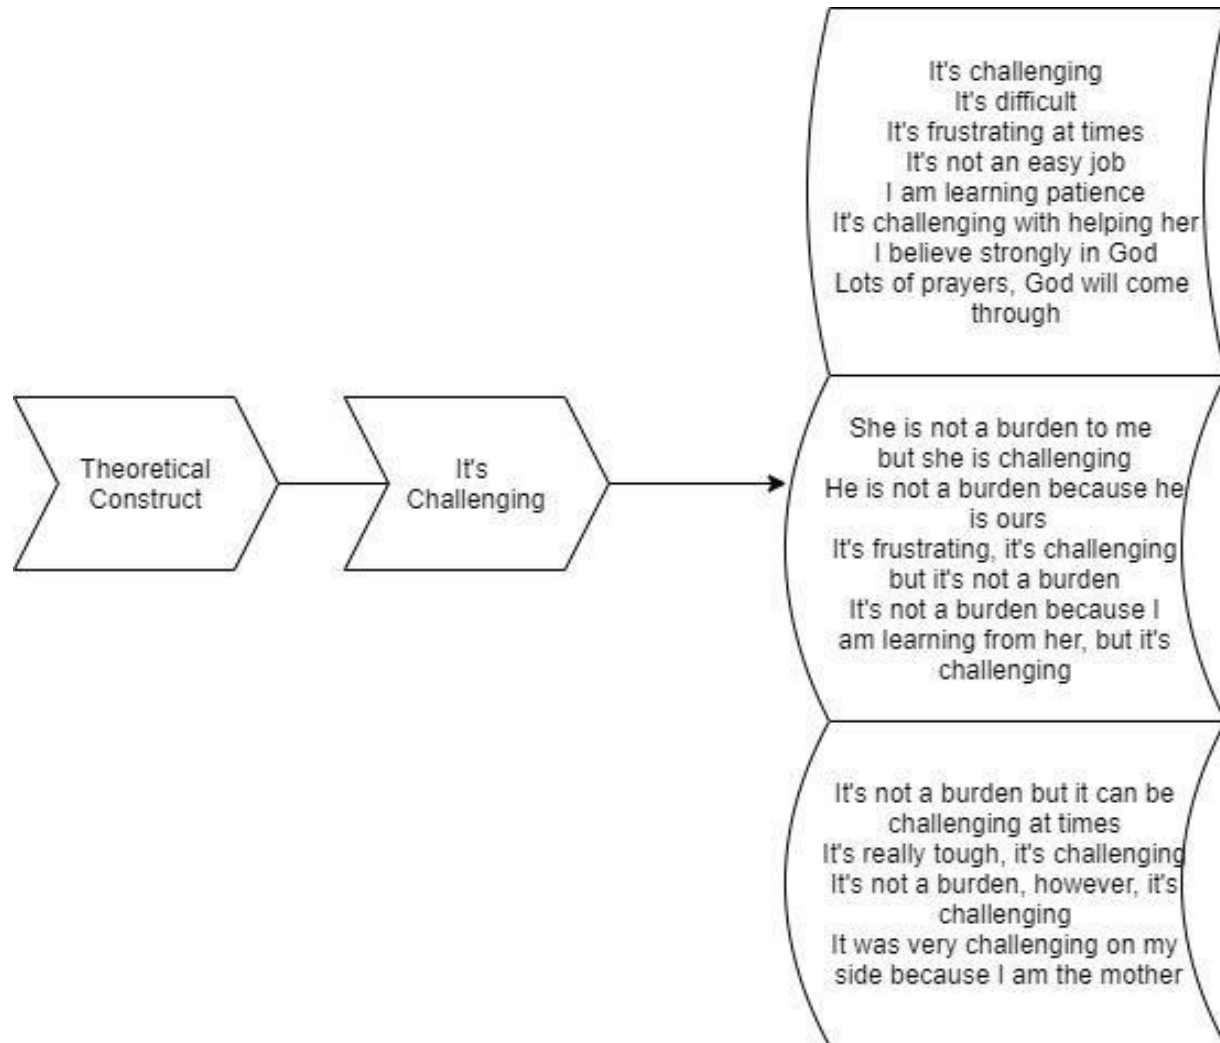 Theoretical
Construct
It's
Challenging
It's challenging
It's difficult
It's frustrating at times
It's not an easy job
I am learning patience
It's challenging with helping her
I believe strongly in God
Lots of prayers, God will come
through
She is not a burden to me
but she is challenging
He is not a burden because he
is ours
It's frustrating, it's challenging
but it's not a burden
It's not a burden because I
am learning from her, but it's
challenging
It's not a burden but it can be
challenging at times
It's really tough, it's challenging
It's not a burden, however, it's
challenging
It was very challenging on my
side because I am the mother